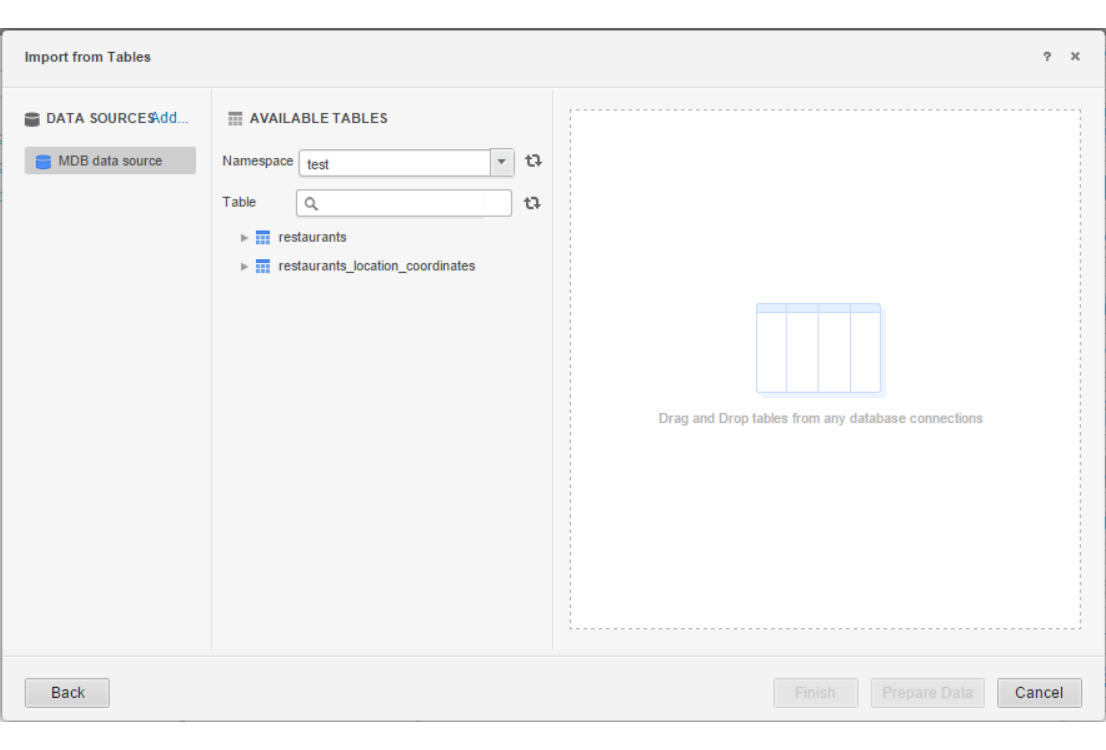 Import from Tables
? ×
DATA SOURCES Add...
MDB data source
AVAILABLE TABLES
Namespace test
Table
restaurants
restaurants_location_coordinates
Drag and Drop tables from any database connections
Back Finish Prepare Data Cancel